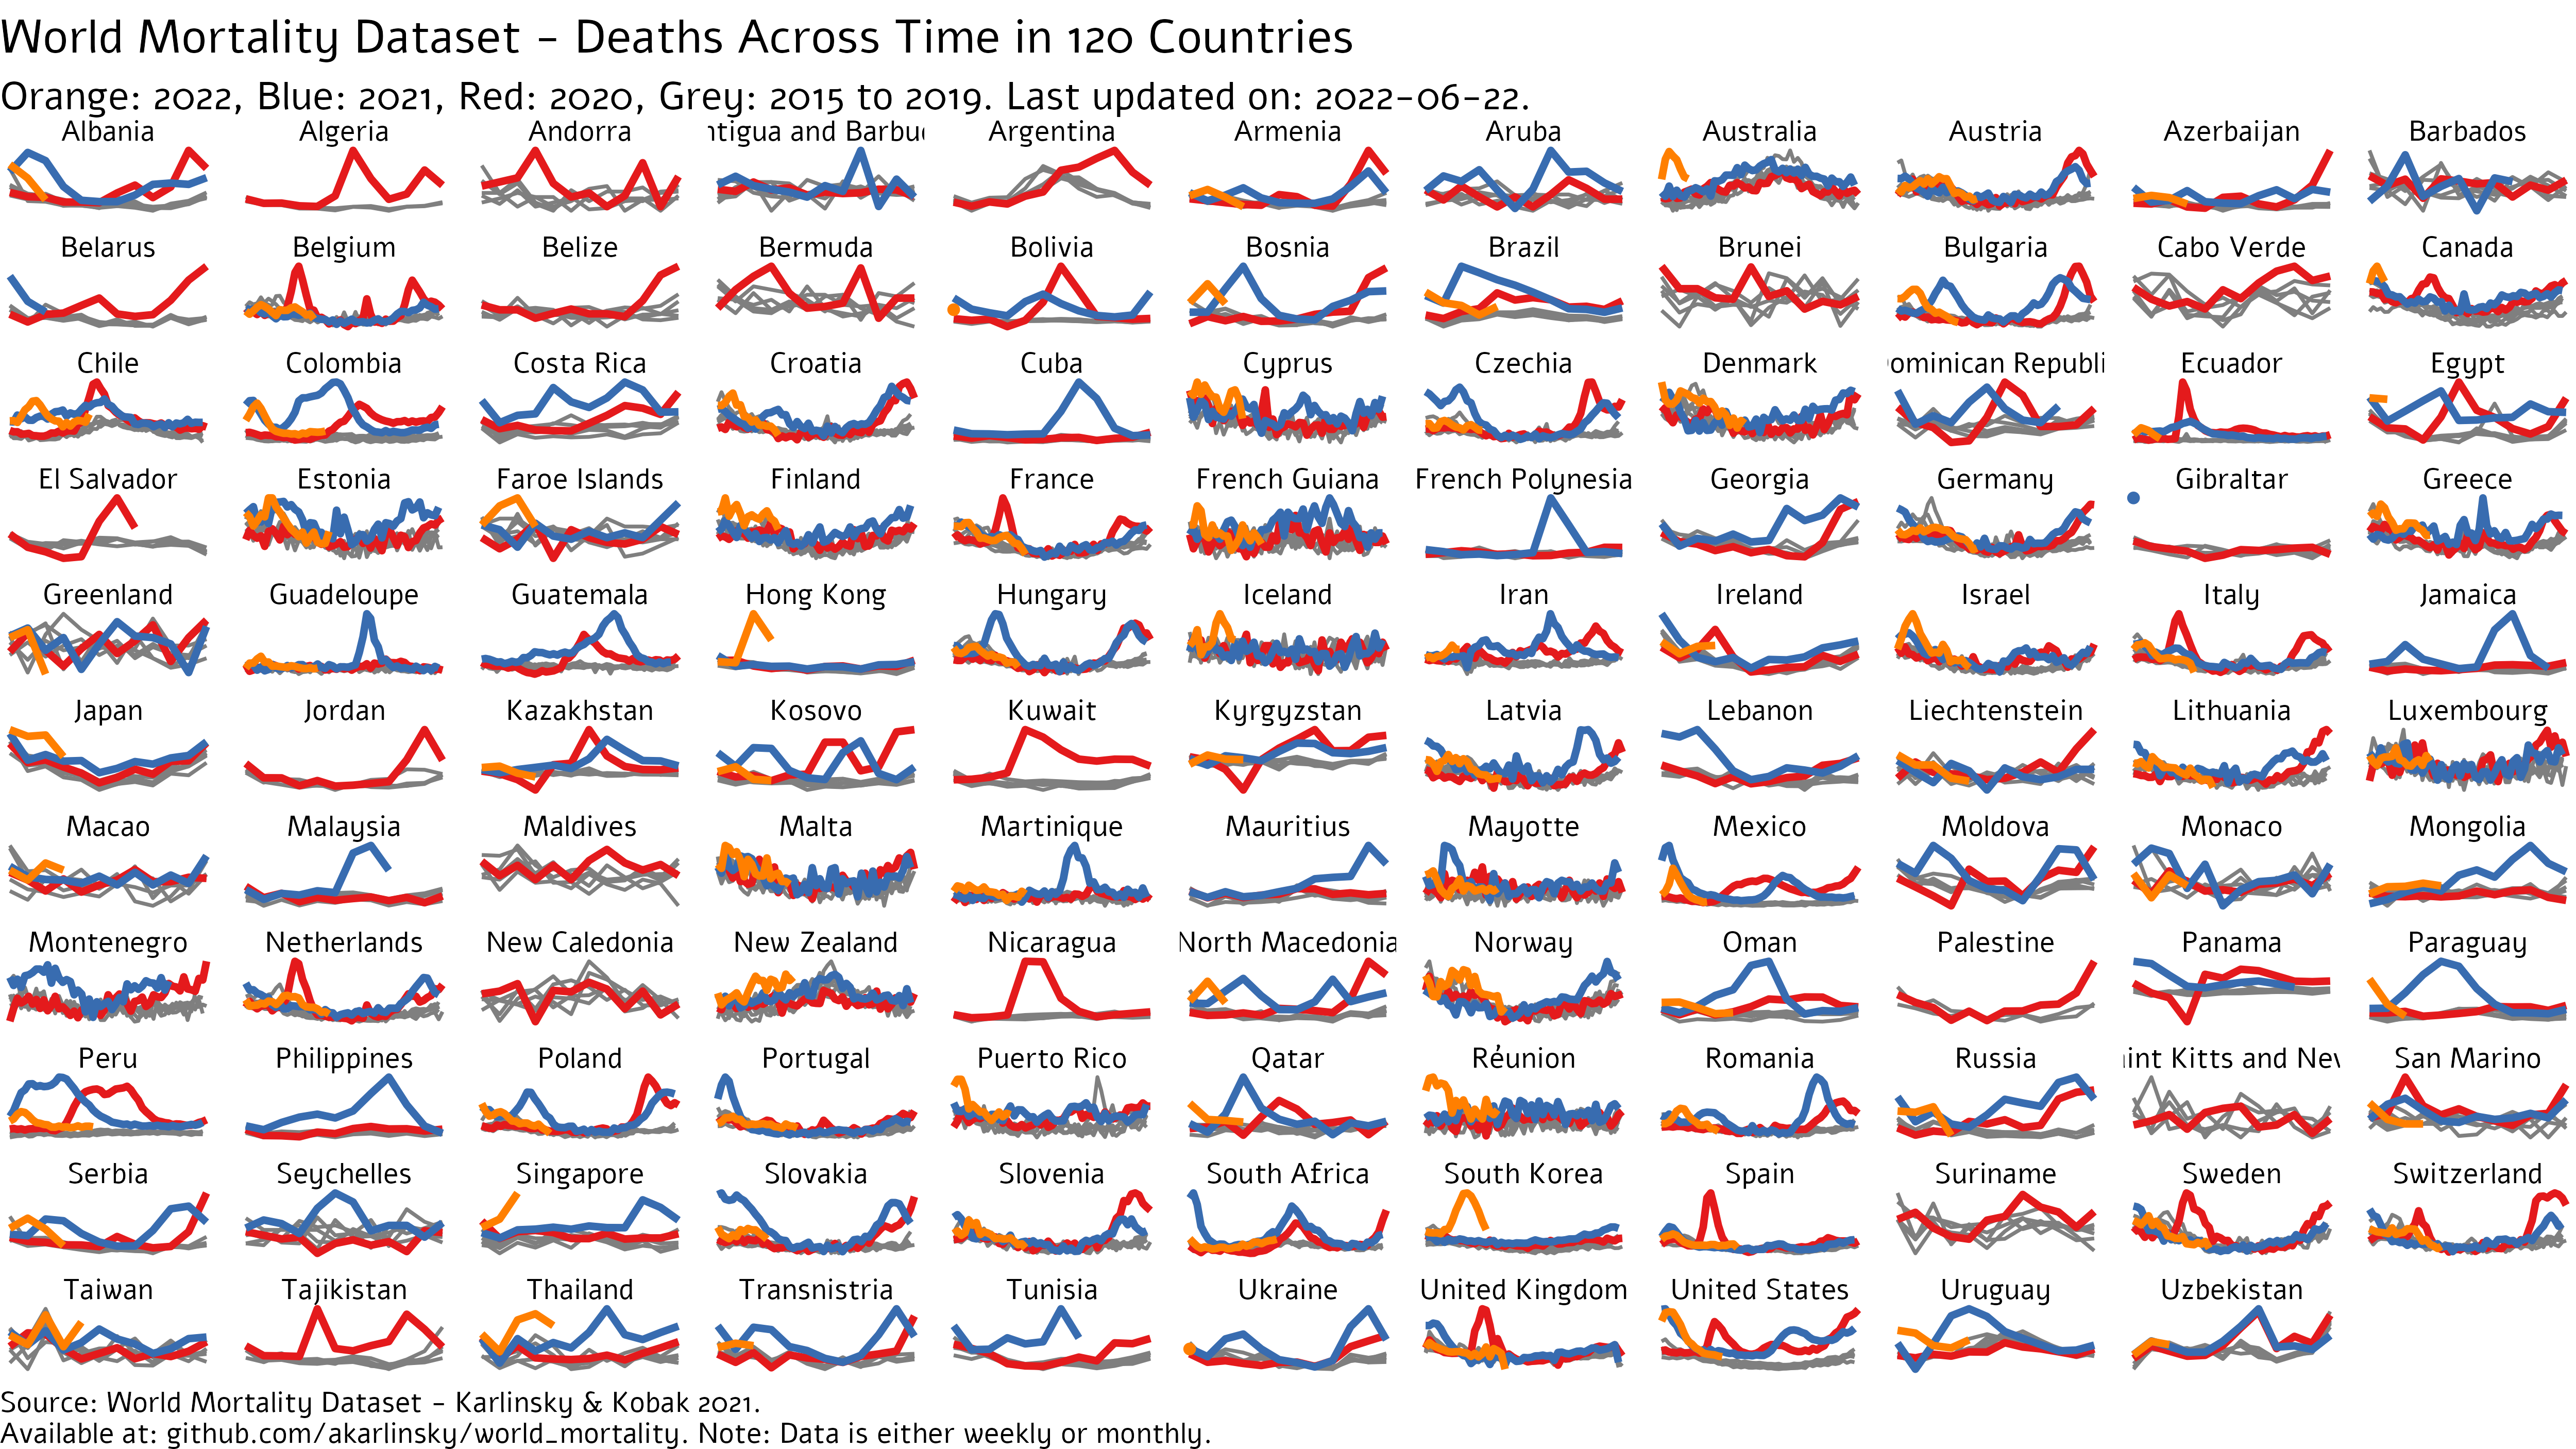 World Mortality Dataset - Deaths Across Time in 120 Countries
Orange: 2022, Blue: 2021, Red: 2020, Grey: 2015 to 2019. Last updated on: 2022-06-22.
Albania Algeria Andorra ntigua and Barbu Argentina Armenia Aruba Australia Austria Azerbaijan Barbados
Belarus Belgium Belize Bermuda Bolivia Bosnia Brazil Brunei Bulgaria Cabo Verde Canada
Chile Colombia Costa Rica Croatia Cuba Cyprus Czechia Denmark ominican Republi Ecuador Egypt
El Salvador Estonia Faroe Islands Finland France French Guiana French Polynesia Georgia Germany Gibraltar Greece
Greenland Guadeloupe Guatemala Hong Kong Hungary Iceland Iran Ireland Israel Italy Jamaica
Japan Jordan Kazakhstan Kosovo Kuwait Kyrgyzstan Latvia Lebanon Liechtenstein Lithuania Luxembourg
Macao Malaysia Maldives Malta Martinique Mauritius Mayotte Mexico Moldova Monaco Mongolia
Montenegro Netherlands New Caledonia New Zealand Nicaragua North Macedonia Norway Oman Palestine Panama Paraguay
Peru Philippines Poland Portugal Puerto Rico Qatar Réunion Romania Russia int Kitts and Nev San Marino
Serbia Seychelles Singapore Slovakia Slovenia South Africa South Korea Spain Suriname Sweden Switzerland
Taiwan Tajikistan Thailand Transnistria Tunisia Ukraine United Kingdom United States Uruguay Uzbekistan
Source: World Mortality Dataset - Karlinsky & Kobak 2021.
Available at: github.com/akarlinsky/world_mortality. Note: Data is either weekly or monthly.